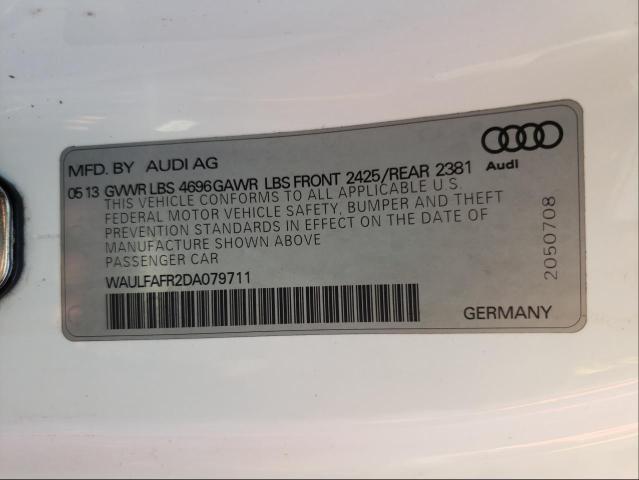 MFD. BY AUDI AG
Audi
05 13 GVWR LBS 4696 GAWR LBS FRONT 2425/REAR 2381
THIS VEHICLE CONFORMS TO ALL APPLICABLE U.S.
FEDERAL MOTOR VEHICLE SAFETY, BUMPER AND THEFT
PREVENTION STANDARDS IN EFFECT ON THE DATE OF
MANUFACTURE SHOWN ABOVE
PASSENGER CAR
WAULFAFR2DA079711
2050708
GERMANY